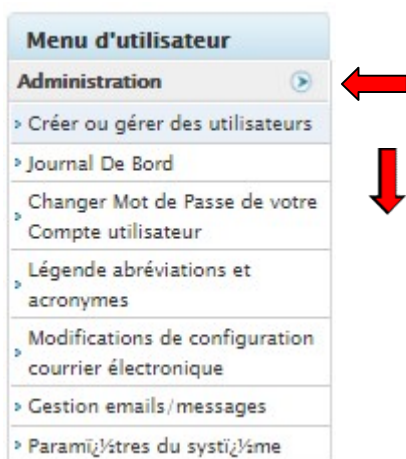 Menu d'utilisateur
Administration
Créer ou gérer des utilisateurs
Journal De Bord
Changer Mot de Passe de votre
Compte utilisateur
Légende abréviations et
acronymes
Modifications de configuration
courrier électronique
Gestion emails/messages
Paramï¿½tres du systï¿½me